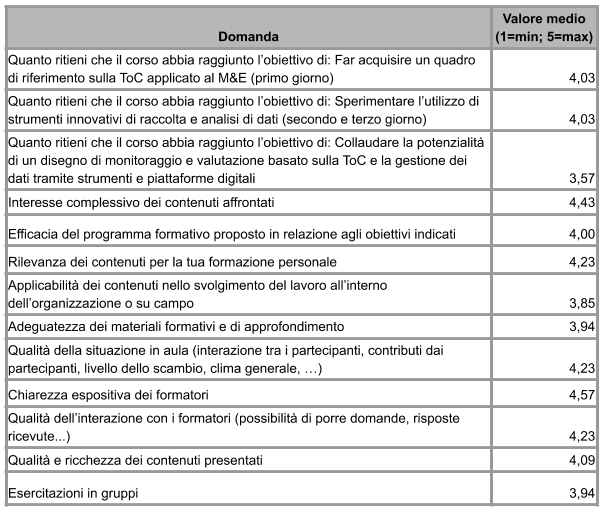 Domanda
Valore medio
(1=min; 5=max)
Quanto ritieni che il corso abbia raggiunto l'obiettivo di: Far acquisire un quadro
di riferimento sulla ToC applicato al M&E (primo giorno)
4,03
Quanto ritieni che il corso abbia raggiunto l'obiettivo di: Sperimentare l'utilizzo di
strumenti innovativi di raccolta e analisi di dati (secondo e terzo giorno)
4,03
Quanto ritieni che il corso abbia raggiunto l'obiettivo di: Collaudare la potenzialità
di un disegno di monitoraggio e valutazione basato sulla ToC e la gestione dei
dati tramite strumenti e piattaforme digitali
3,57
Interesse complessivo dei contenuti affrontati
4,43
Efficacia del programma formativo proposto in relazione agli obiettivi indicati
4,00
Rilevanza dei contenuti per la tua formazione personale
4,23
Applicabilità dei contenuti nello svolgimento del lavoro all'interno
dell'organizzazione o su campo
3,85
Adeguatezza dei materiali formativi e di approfondimento
3,94
Qualità della situazione in aula (interazione tra i partecipanti, contributi dai
partecipanti, livello dello scambio, clima generale, …)
4,23
Chiarezza espositiva dei formatori
4,57
Qualità dell'interazione con i formatori (possibilità di porre domande, risposte
ricevute...)
4,23
Qualità e ricchezza dei contenuti presentati
4,09
Esercitazioni in gruppi
3,94